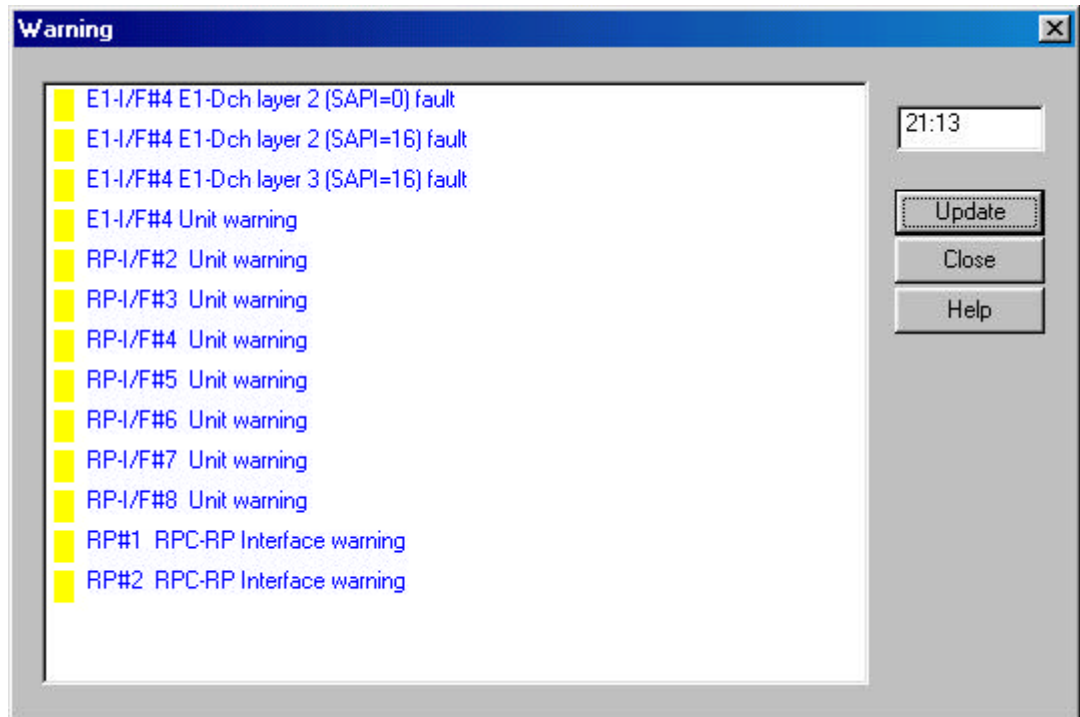 Warning
E1-I/F#4 E1-Dch layer 2 (SAPI=0) fault
E1-I/F#4 E1-Dch layer 2 (SAPI=16) fault
E1-I/F#4 E1-Dch layer 3 (SAPI=16) fault
E1-I/F#4 Unit warning
RP-I/F#2 Unit warning
RP-I/F#3 Unit warning
RP-I/F#4 Unit warning
RP-I/F#5 Unit warning
RP-I/F#6 Unit warning
RP-I/F#7 Unit warning
RP-I/F#8 Unit warning
RP#1 RPC-RP Interface warning
RP#2 RPC-RP Interface warning
21:13
Update
Close
Help